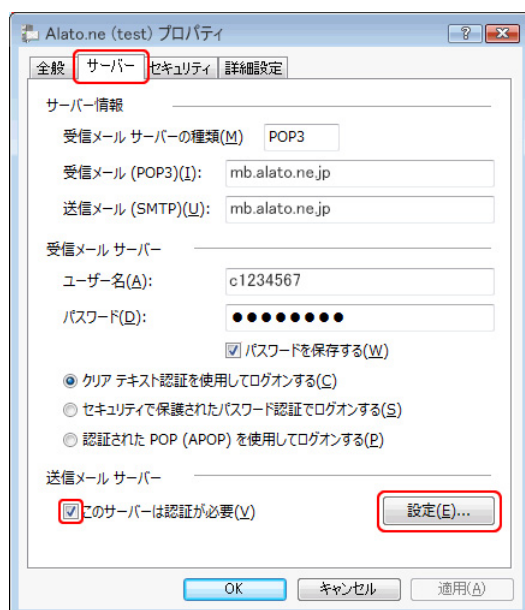 Alato.ne (test) プロパティ
全般 サーバー セキュリティ 詳細設定
サーバー情報
受信メール サーバーの種類(M) POP3
受信メール (POP3)(I): mb.alato.ne.jp
送信メール (SMTP)(U): mb.alato.ne.jp
受信メール サーバー
ユーザー名(A): c1234567
パスワード(D): ●●●●●●●●
パスワードを保存する(W)
クリア テキスト認証を使用してログオンする(C)
セキュリティで保護されたパスワード認証でログオンする(S)
認証された POP (APOP) を使用してログオンする(P)
送信メール サーバー
このサーバーは認証が必要(V) 設定(E)...
OK キャンセル 適用(A)